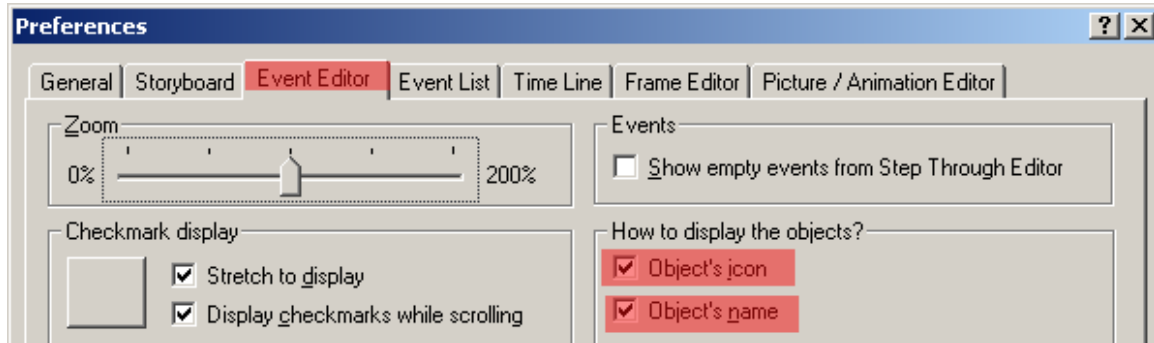 Preferences
General Storyboard Event Editor Event List Time Line Frame Editor Picture / Animation Editor
Zoom
0% 200%
Events
Show empty events from Step Through Editor
Checkmark display
Stretch to display
Display checkmarks while scrolling
How to display the objects?
Object's icon
Object's name